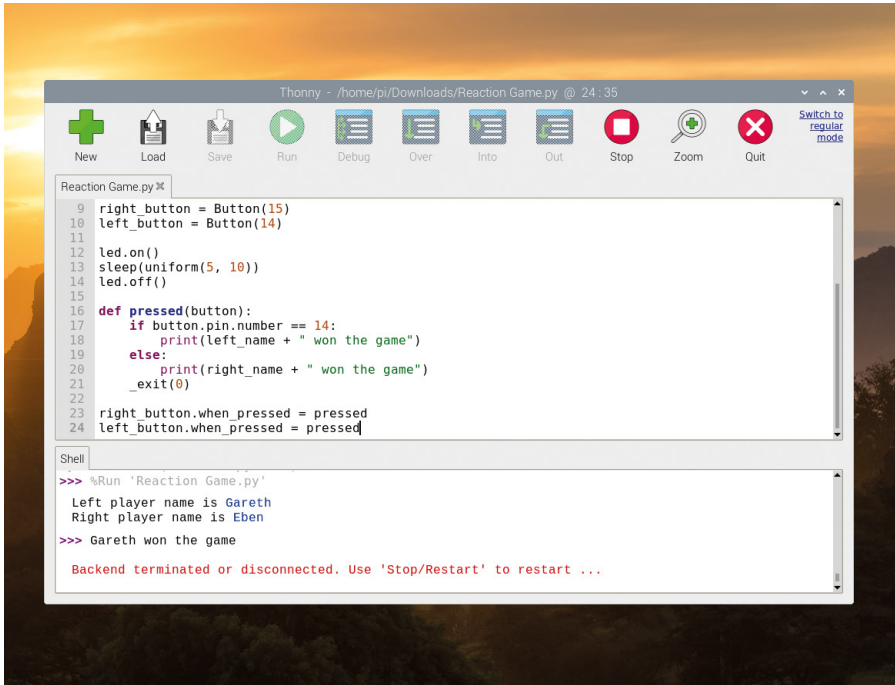 Thonny - /home/pi/Downloads/Reaction Game.py @ 24:35
New Load Save Run Debug Over Into Out Stop Zoom Quit
Switch to
regular
mode
Reaction Game.py
9 right_button = Button(15)
10 left_button = Button(14)
11
12 led.on()
13 sleep(uniform(5, 10))
14 led.off()
15
16 def pressed(button):
17     if button.pin.number == 14:
18         print(left_name + " won the game")
19     else:
20         print(right_name + " won the game")
21     _exit(0)
22
23 right_button.when_pressed = pressed
24 left_button.when_pressed = pressed
Shell
>>> %Run 'Reaction Game.py'
Left player name is Gareth
Right player name is Eben
>>> Gareth won the game
Backend terminated or disconnected. Use 'Stop/Restart' to restart ...